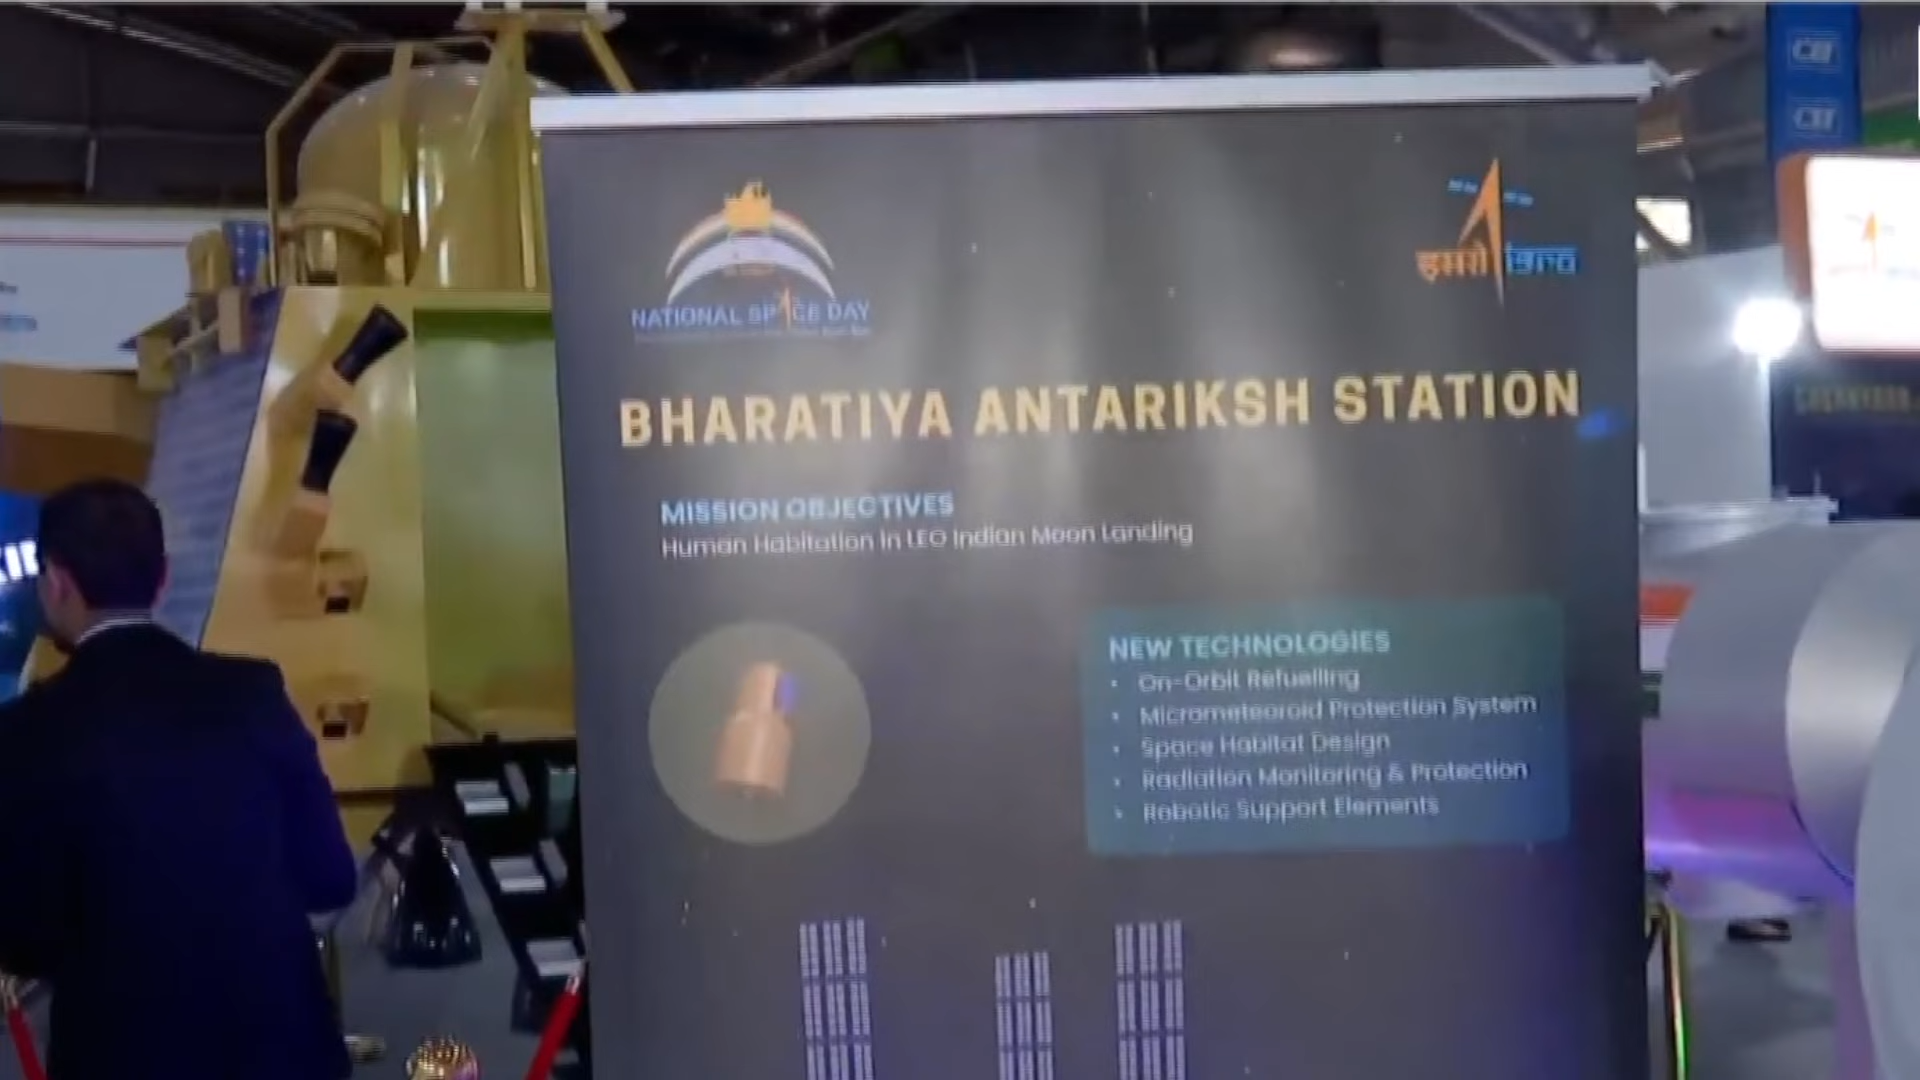 NATIONAL SPACE DAY
इसरो isro
BHARATIYA ANTARIKSH STATION
MISSION OBJECTIVES
Human Habitation in LEO Indian Moon Landing
NEW TECHNOLOGIES
• On-Orbit Refuelling
• Micrometeoroid Protection System
• Space Habitat Design
• Radiation Monitoring & Protection
• Robotic Support Elements
CII
CII